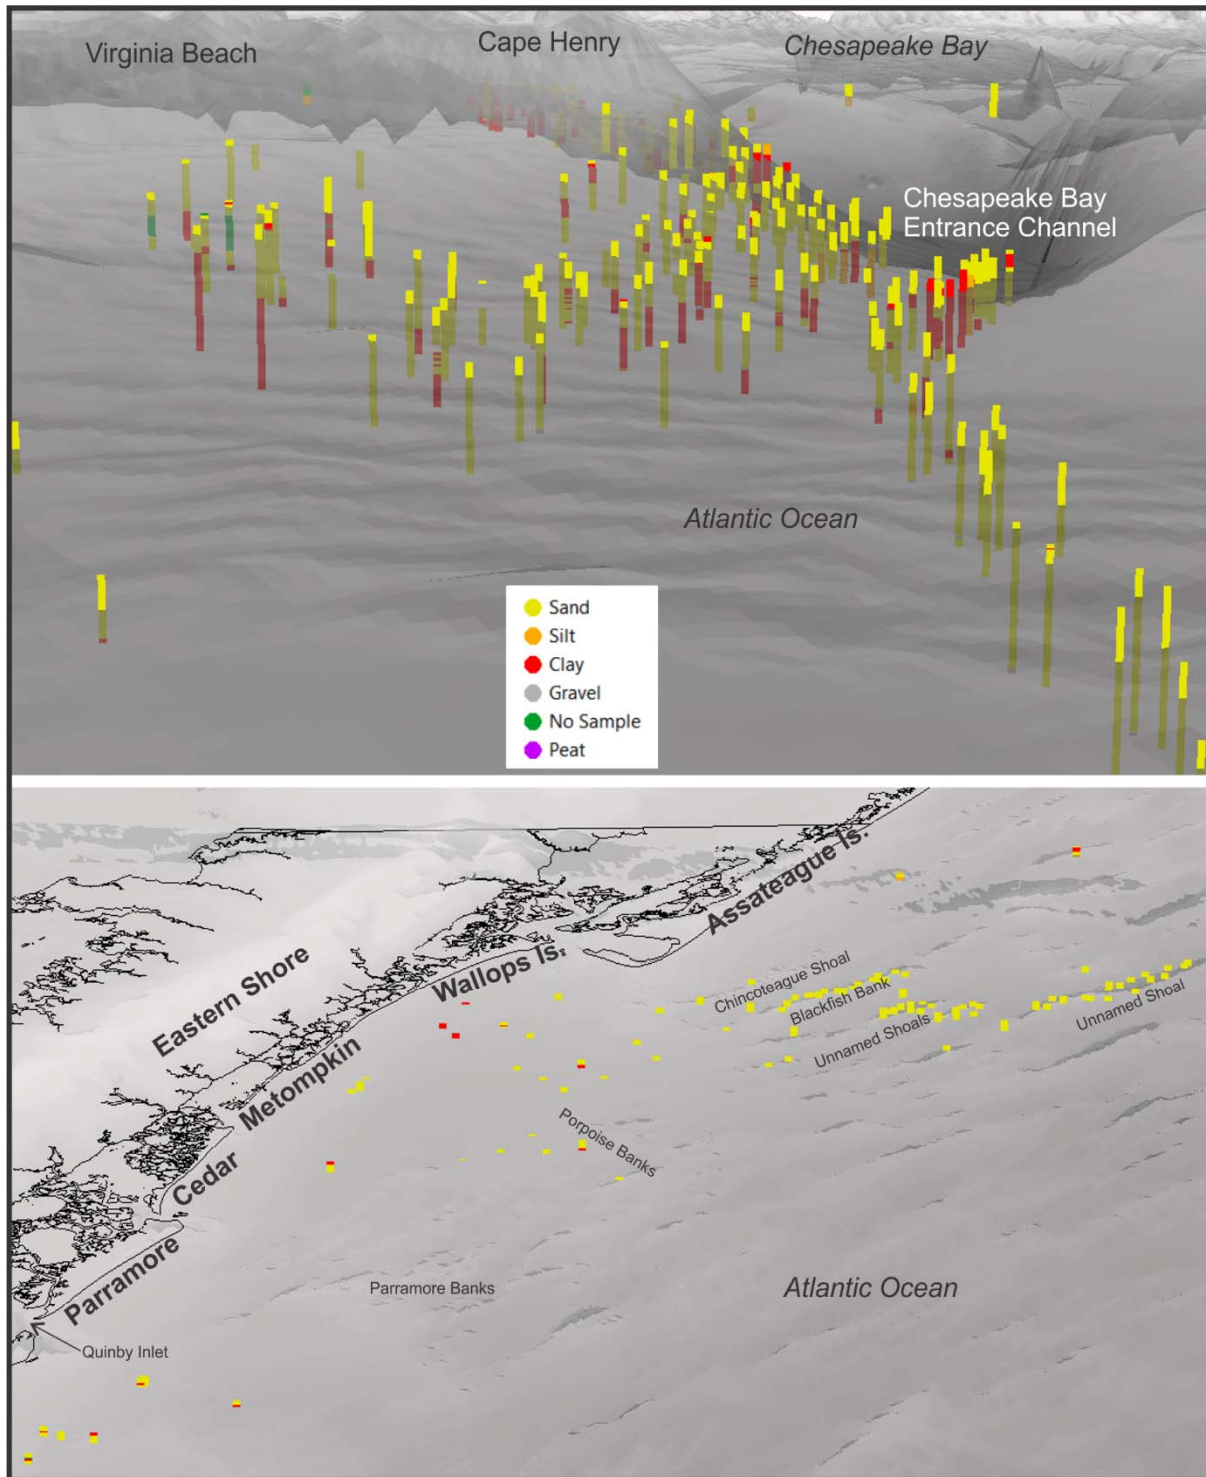 Virginia Beach
Cape Henry
Chesapeake Bay
Chesapeake Bay
Entrance Channel
Atlantic Ocean
Sand
Silt
Clay
Gravel
No Sample
Peat
Assateague Is.
Wallops Is.
Chincoteague Shoal
Blackfish Bank
Unnamed Shoal
Unnamed Shoals
Eastern Shore
Metompkin
Porpoise Banks
Cedar
Parramore
Parramore Banks
Atlantic Ocean
Quinby Inlet